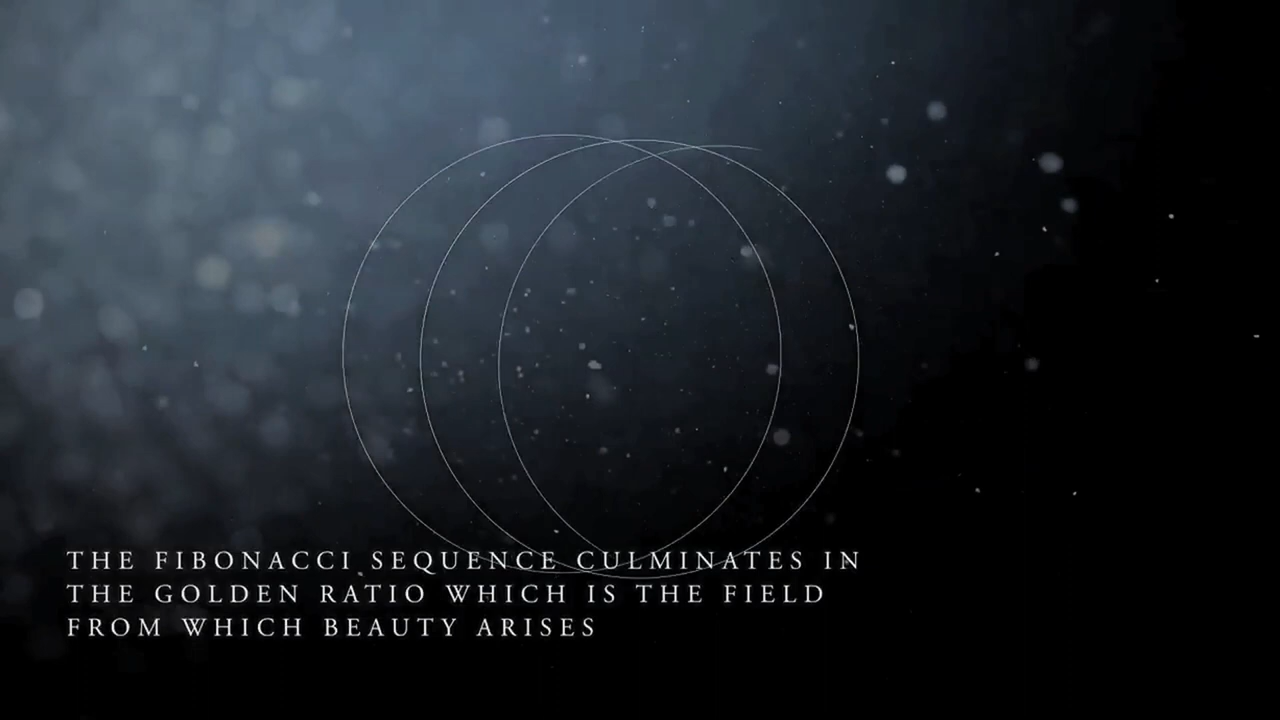 THE FIBONACCI SEQUENCE CULMINATES IN
THE GOLDEN RATIO WHICH IS THE FIELD
FROM WHICH BEAUTY ARISES